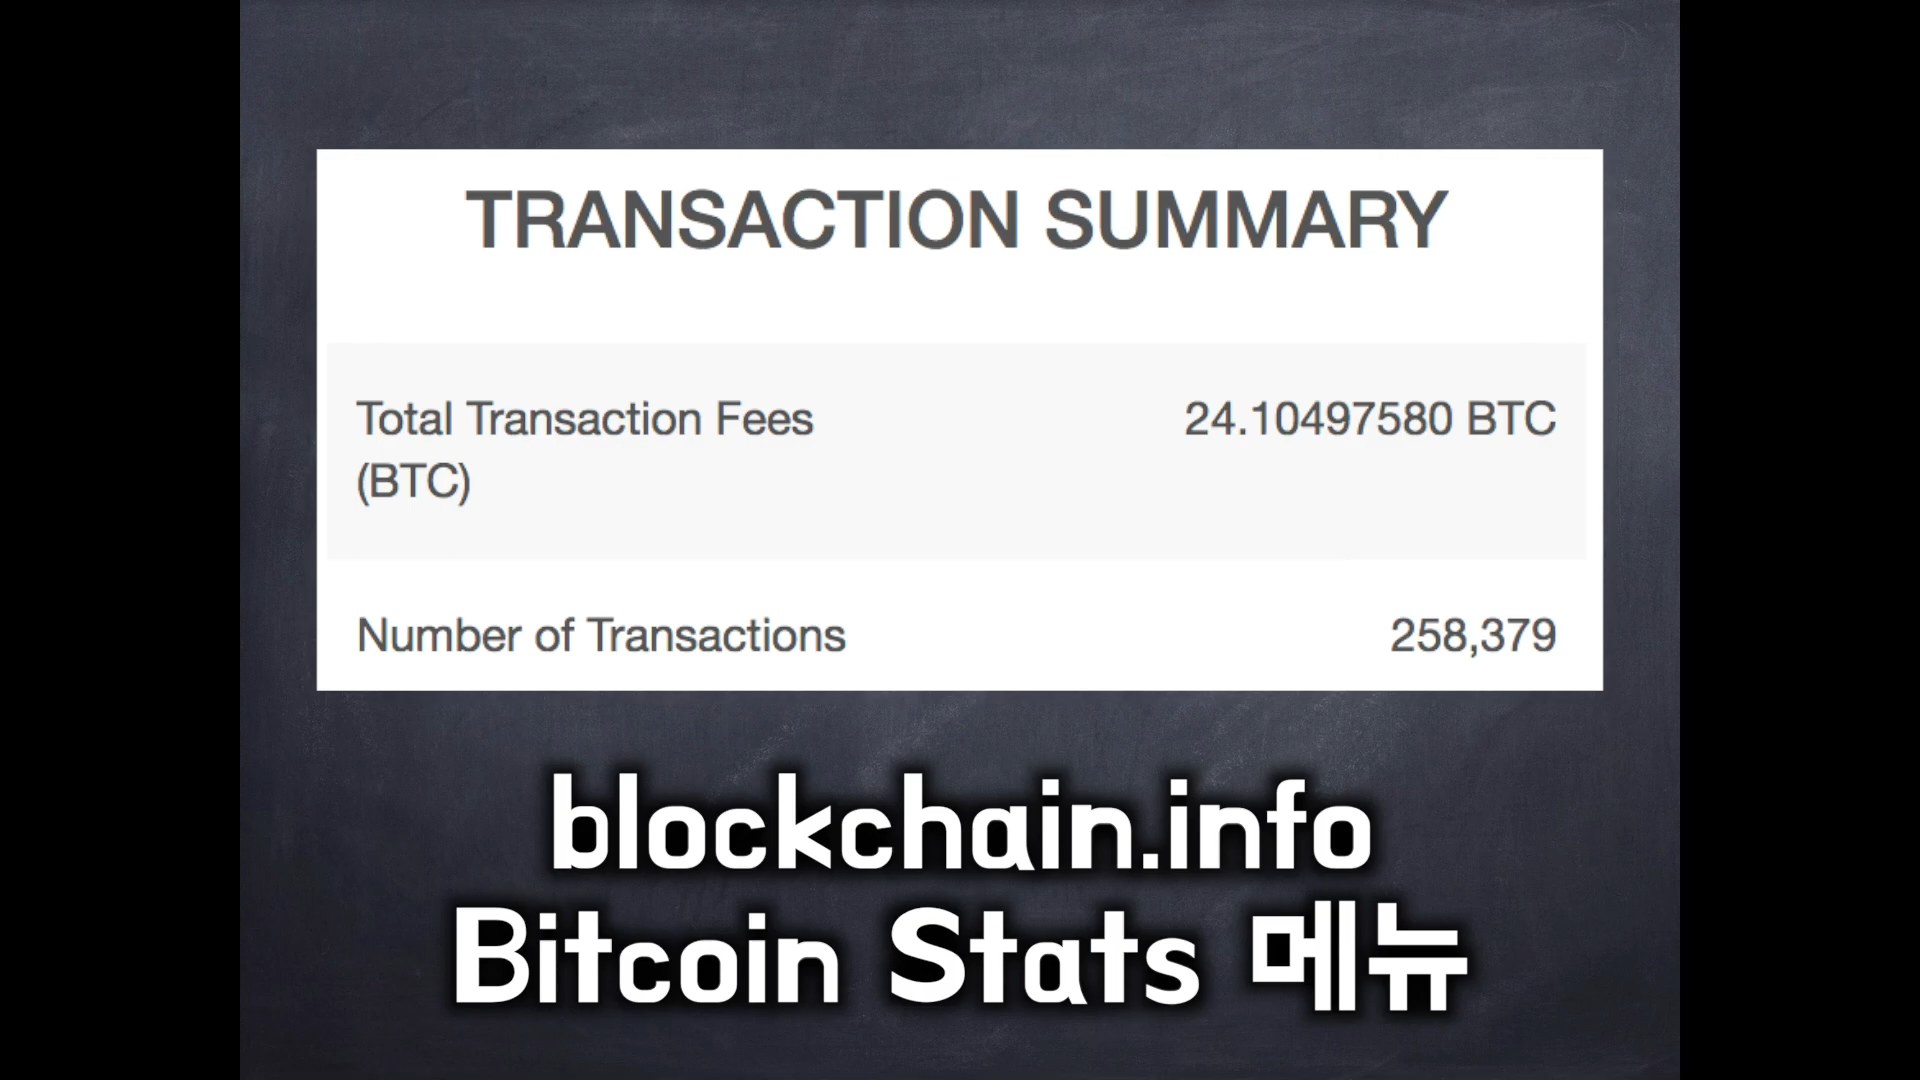 TRANSACTION SUMMARY
Total Transaction Fees 24.10497580 BTC
(BTC)
Number of Transactions 258,379
blockchain.info
Bitcoin Stats 메뉴